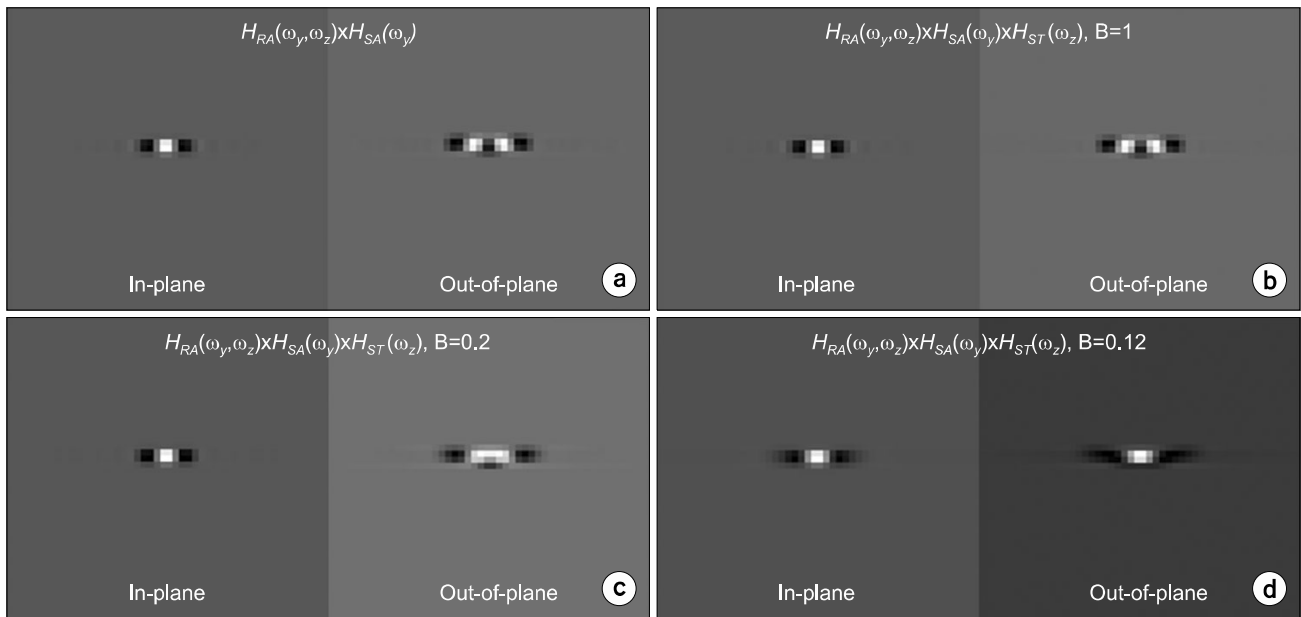 H_RA(ω_y,ω_z)xH_SA(ω_y)
In-plane
Out-of-plane
a
H_RA(ω_y,ω_z)xH_SA(ω_y)xH_ST(ω_z), B=1
In-plane
Out-of-plane
b
H_RA(ω_y,ω_z)xH_SA(ω_y)xH_ST(ω_z), B=0.2
In-plane
Out-of-plane
c
H_RA(ω_y,ω_z)xH_SA(ω_y)xH_ST(ω_z), B=0.12
In-plane
Out-of-plane
d